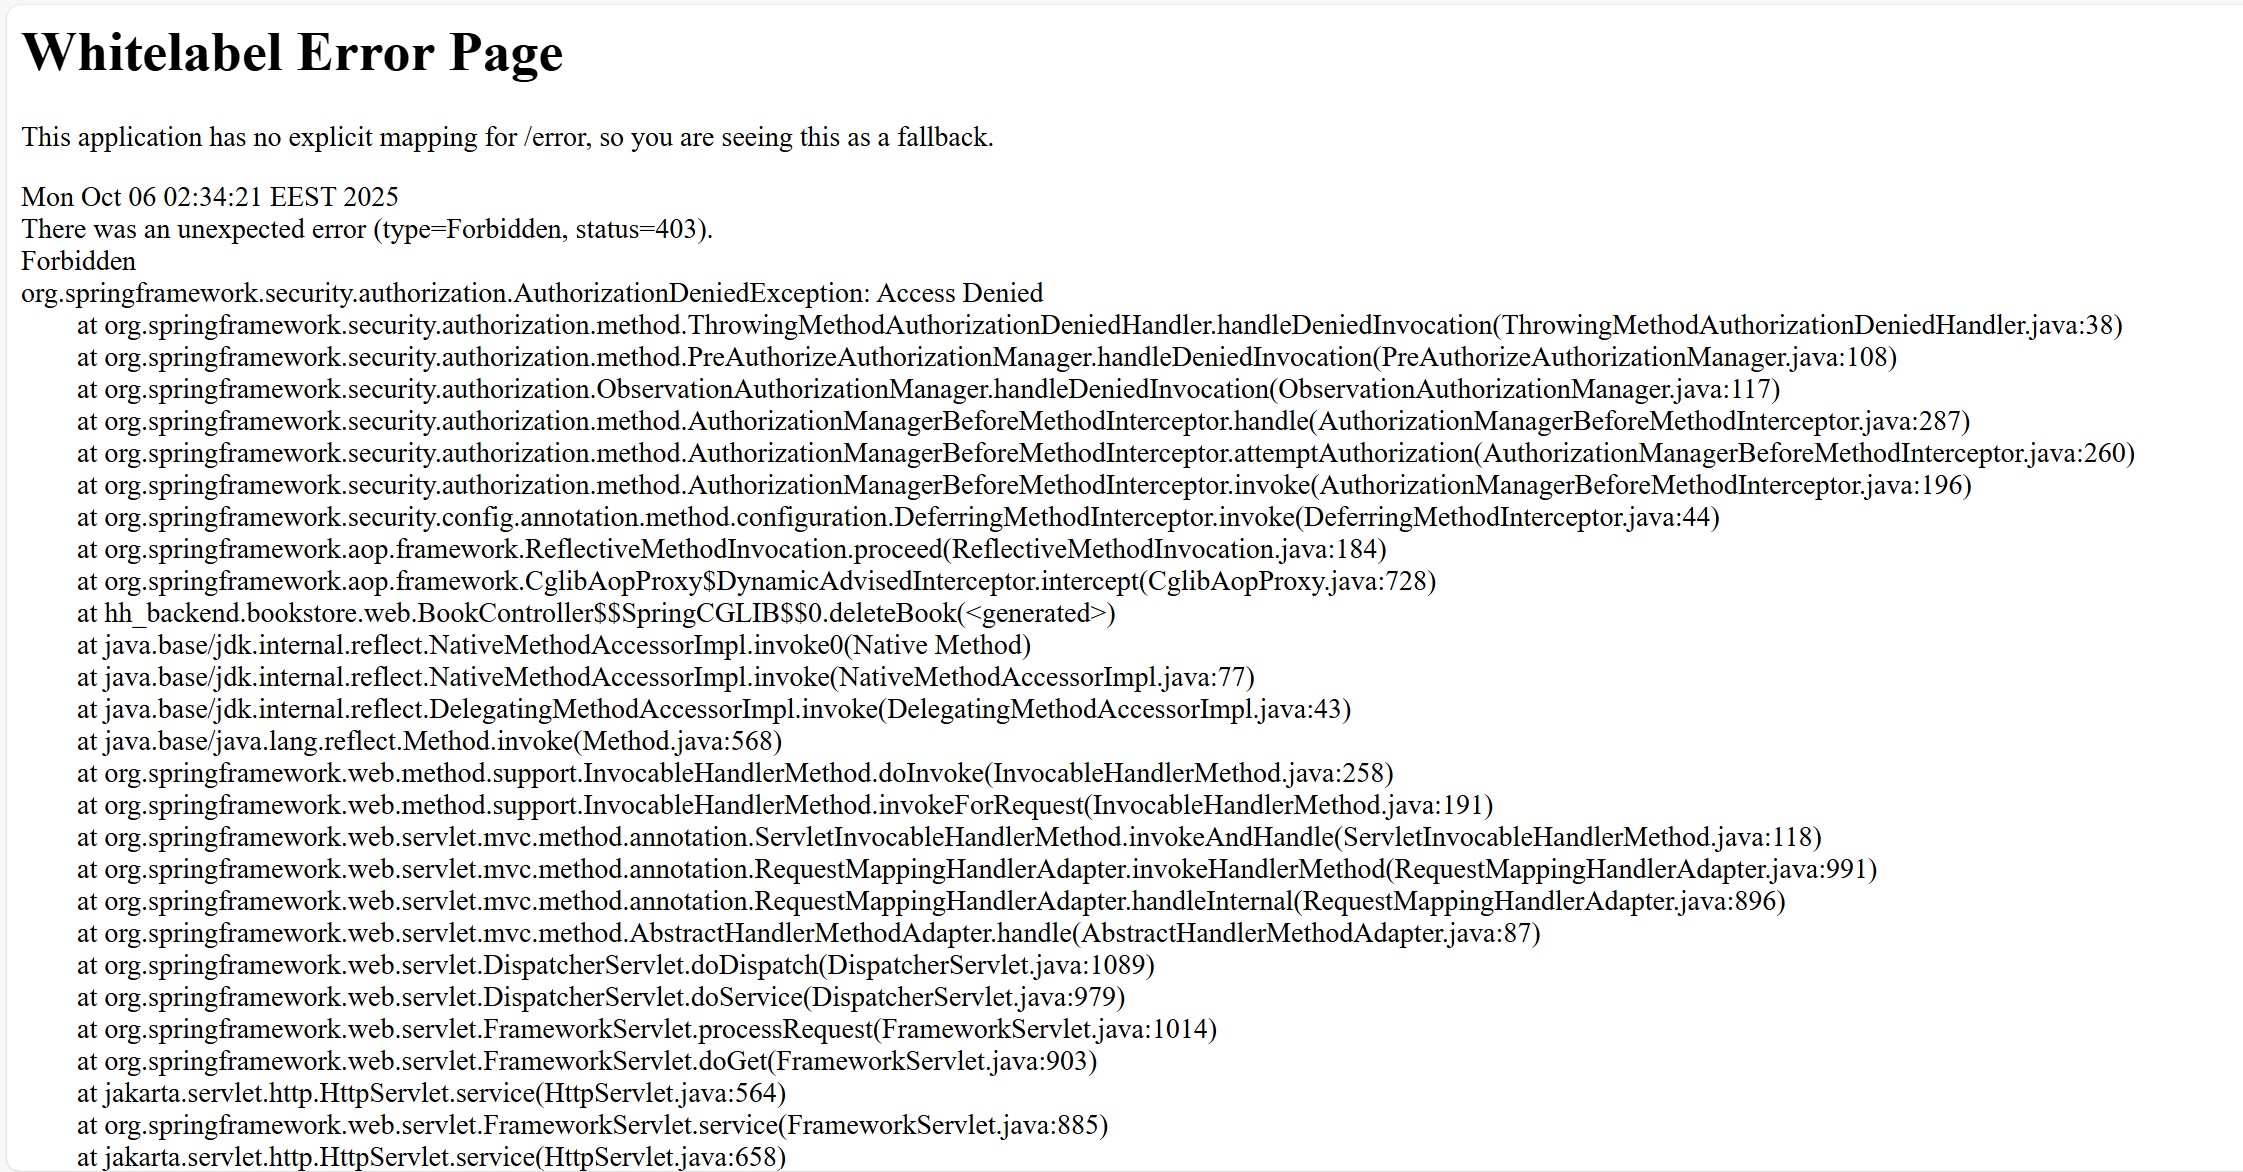 Whitelabel Error Page
This application has no explicit mapping for /error, so you are seeing this as a fallback.
Mon Oct 06 02:34:21 EEST 2025
There was an unexpected error (type=Forbidden, status=403).
Forbidden
org.springframework.security.authorization.AuthorizationDeniedException: Access Denied
at org.springframework.security.authorization.method.ThrowingMethodAuthorizationDeniedHandler.handleDeniedInvocation(ThrowingMethodAuthorizationDeniedHandler.java:38)
at org.springframework.security.authorization.method.PreAuthorizeAuthorizationManager.handleDeniedInvocation(PreAuthorizeAuthorizationManager.java:108)
at org.springframework.security.authorization.ObservationAuthorizationManager.handleDeniedInvocation(ObservationAuthorizationManager.java:117)
at org.springframework.security.authorization.method.AuthorizationManagerBeforeMethodInterceptor.handle(AuthorizationManagerBeforeMethodInterceptor.java:287)
at org.springframework.security.authorization.method.AuthorizationManagerBeforeMethodInterceptor.attemptAuthorization(AuthorizationManagerBeforeMethodInterceptor.java:260)
at org.springframework.security.authorization.method.AuthorizationManagerBeforeMethodInterceptor.invoke(AuthorizationManagerBeforeMethodInterceptor.java:196)
at org.springframework.security.config.annotation.method.configuration.DeferringMethodInterceptor.invoke(DeferringMethodInterceptor.java:44)
at org.springframework.aop.framework.ReflectiveMethodInvocation.proceed(ReflectiveMethodInvocation.java:184)
at org.springframework.aop.framework.CglibAopProxy$DynamicAdvisedInterceptor.intercept(CglibAopProxy.java:728)
at hh_backend.bookstore.web.BookController$$SpringCGLIB$$0.deleteBook(<generated>)
at java.base/jdk.internal.reflect.NativeMethodAccessorImpl.invoke0(Native Method)
at java.base/jdk.internal.reflect.NativeMethodAccessorImpl.invoke(NativeMethodAccessorImpl.java:77)
at java.base/jdk.internal.reflect.DelegatingMethodAccessorImpl.invoke(DelegatingMethodAccessorImpl.java:43)
at java.base/java.lang.reflect.Method.invoke(Method.java:568)
at org.springframework.web.method.support.InvocableHandlerMethod.doInvoke(InvocableHandlerMethod.java:258)
at org.springframework.web.method.support.InvocableHandlerMethod.invokeForRequest(InvocableHandlerMethod.java:191)
at org.springframework.web.servlet.mvc.method.annotation.ServletInvocableHandlerMethod.invokeAndHandle(ServletInvocableHandlerMethod.java:118)
at org.springframework.web.servlet.mvc.method.annotation.RequestMappingHandlerAdapter.invokeHandlerMethod(RequestMappingHandlerAdapter.java:991)
at org.springframework.web.servlet.mvc.method.annotation.RequestMappingHandlerAdapter.handleInternal(RequestMappingHandlerAdapter.java:896)
at org.springframework.web.servlet.mvc.method.AbstractHandlerMethodAdapter.handle(AbstractHandlerMethodAdapter.java:87)
at org.springframework.web.servlet.DispatcherServlet.doDispatch(DispatcherServlet.java:1089)
at org.springframework.web.servlet.DispatcherServlet.doService(DispatcherServlet.java:979)
at org.springframework.web.servlet.FrameworkServlet.processRequest(FrameworkServlet.java:1014)
at org.springframework.web.servlet.FrameworkServlet.doGet(FrameworkServlet.java:903)
at jakarta.servlet.http.HttpServlet.service(HttpServlet.java:564)
at org.springframework.web.servlet.FrameworkServlet.service(FrameworkServlet.java:885)
at jakarta.servlet.http.HttpServlet.service(HttpServlet.java:658)